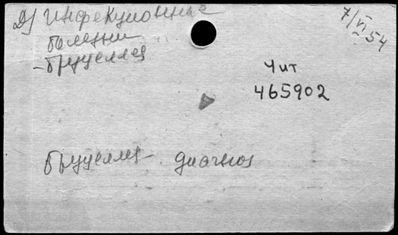 Д) Инфекционные
болезни
- Бруцеллез
7/VI 54
Чит
465902
Бруцеллез - диагноз